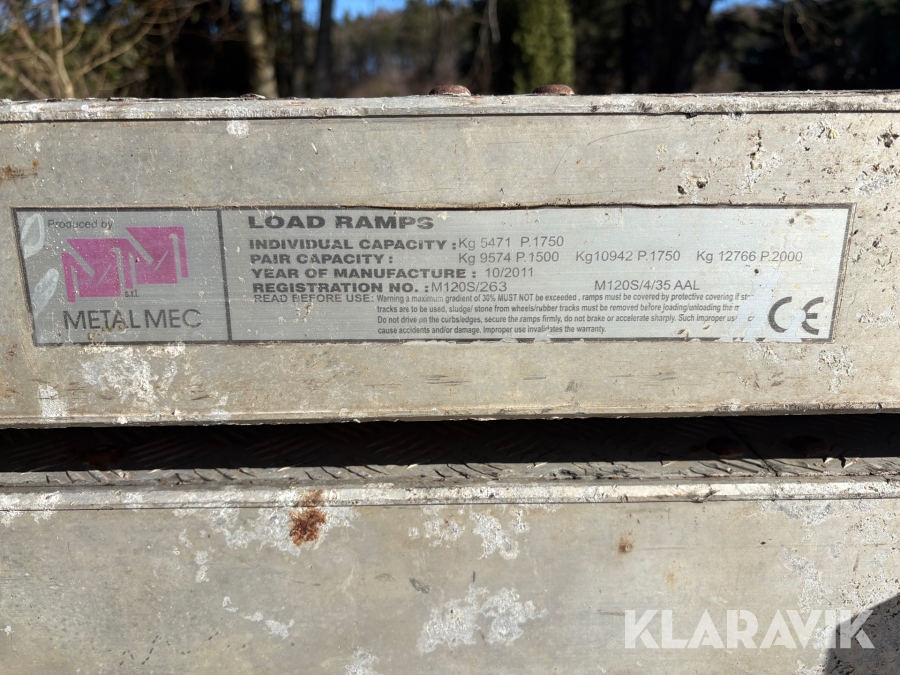 Produced by
s.r.l.
METALMEC
LOAD RAMPS
INDIVIDUAL CAPACITY : Kg 5471 P.1750
PAIR CAPACITY : Kg 9574 P.1500 Kg10942 P.1750 Kg 12766 P.2000
YEAR OF MANUFACTURE : 10/2011
REGISTRATION NO. : M120S/263 M120S/4/35 AAL
READ BEFORE USE: Warning a maximum gradient of 30% MUST NOT be exceeded , ramps must be covered by protective covering if
tracks are to be used, sludge/ stone from wheels/rubber tracks must be removed before loading/unloading the
Do not drive on the curbs/edges, secure the ramps firmly, do not brake or accelerate sharply. Such improper use
cause accidents and/or damage. Improper use invalidates the warranty.
CE
KLARAVIK